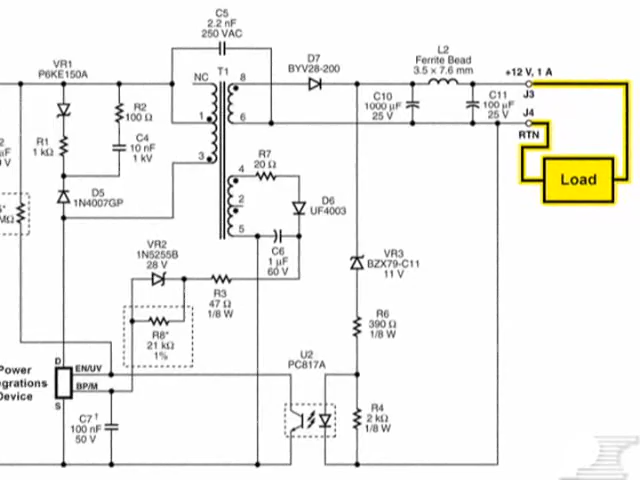 C5
2.2 nF
250 VAC
VR1
P6KE150A
NC
T1
8
D7
BYV28-200
L2
Ferrite Bead
3.5 x 7.6 mm
+12 V, 1 A
J3
R2
100 Ω
C4
10 nF
1 kV
R1
1 kΩ
1
6
C10
1000 µF
25 V
C11
100 µF
25 V
J4
RTN
3
R7
20 Ω
4
Load
D5
1N4007GP
2
D6
UF4003
5
C6
1 µF
60 V
VR2
1N5255B
28 V
VR3
BZX79-C11
11 V
R3
47 Ω
1/8 W
R6
390 Ω
1/8 W
R8*
21 kΩ
1%
U2
PC817A
D
EN/UV
BP/M
S
Power
Device
C7†
100 nF
50 V
R4
2 kΩ
1/8 W